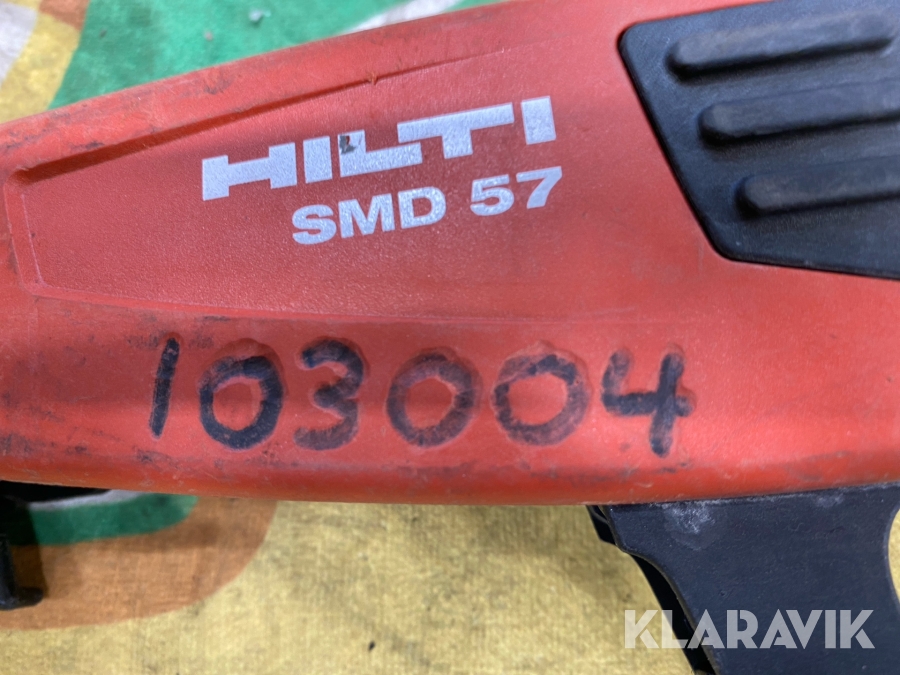 HILTI
SMD 57
103004
KLARAVIK